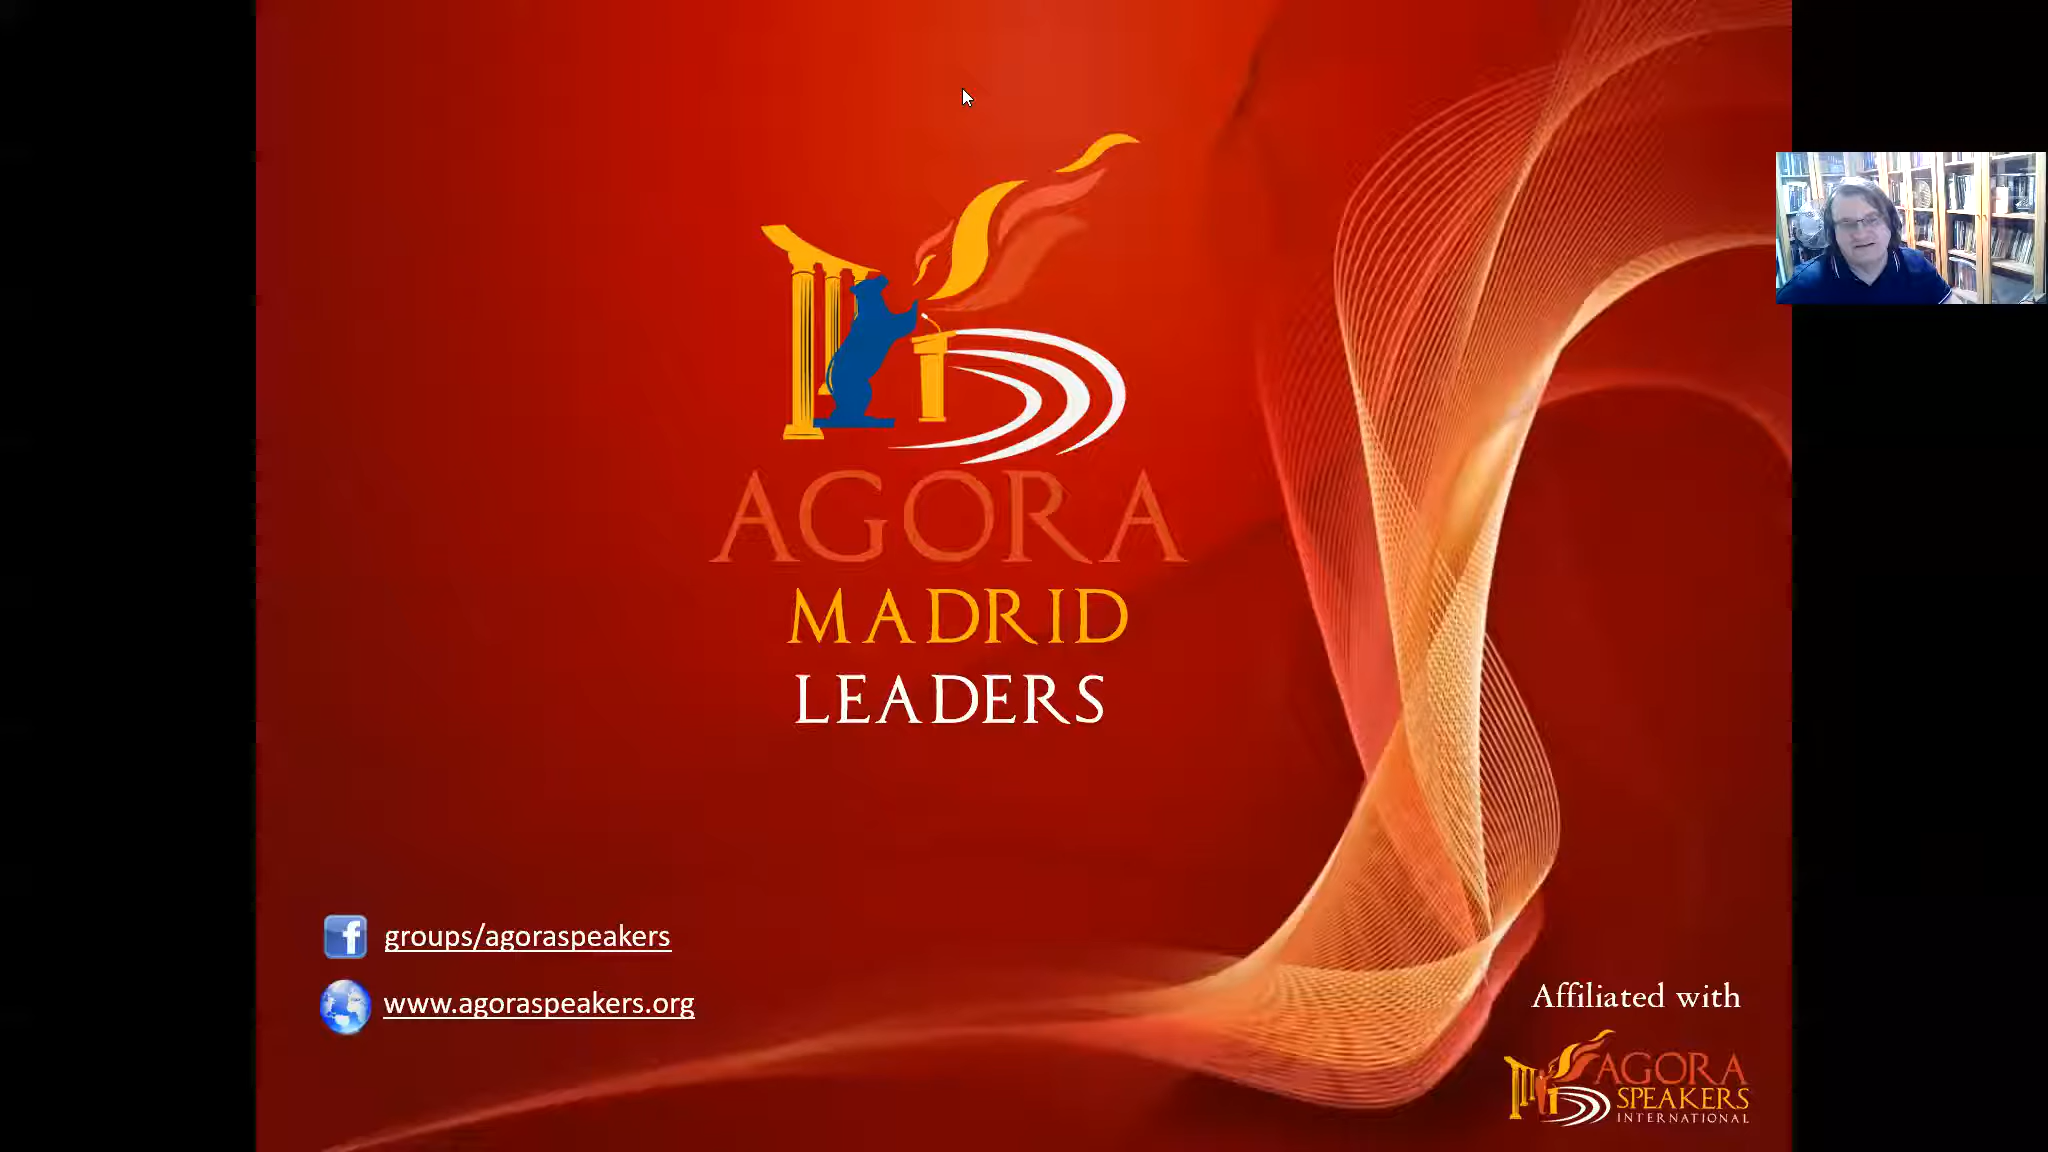 AGORA
MADRID
LEADERS
groups/agoraspeakers
www.agoraspeakers.org
Affiliated with
AGORA
SPEAKERS
INTERNATIONAL